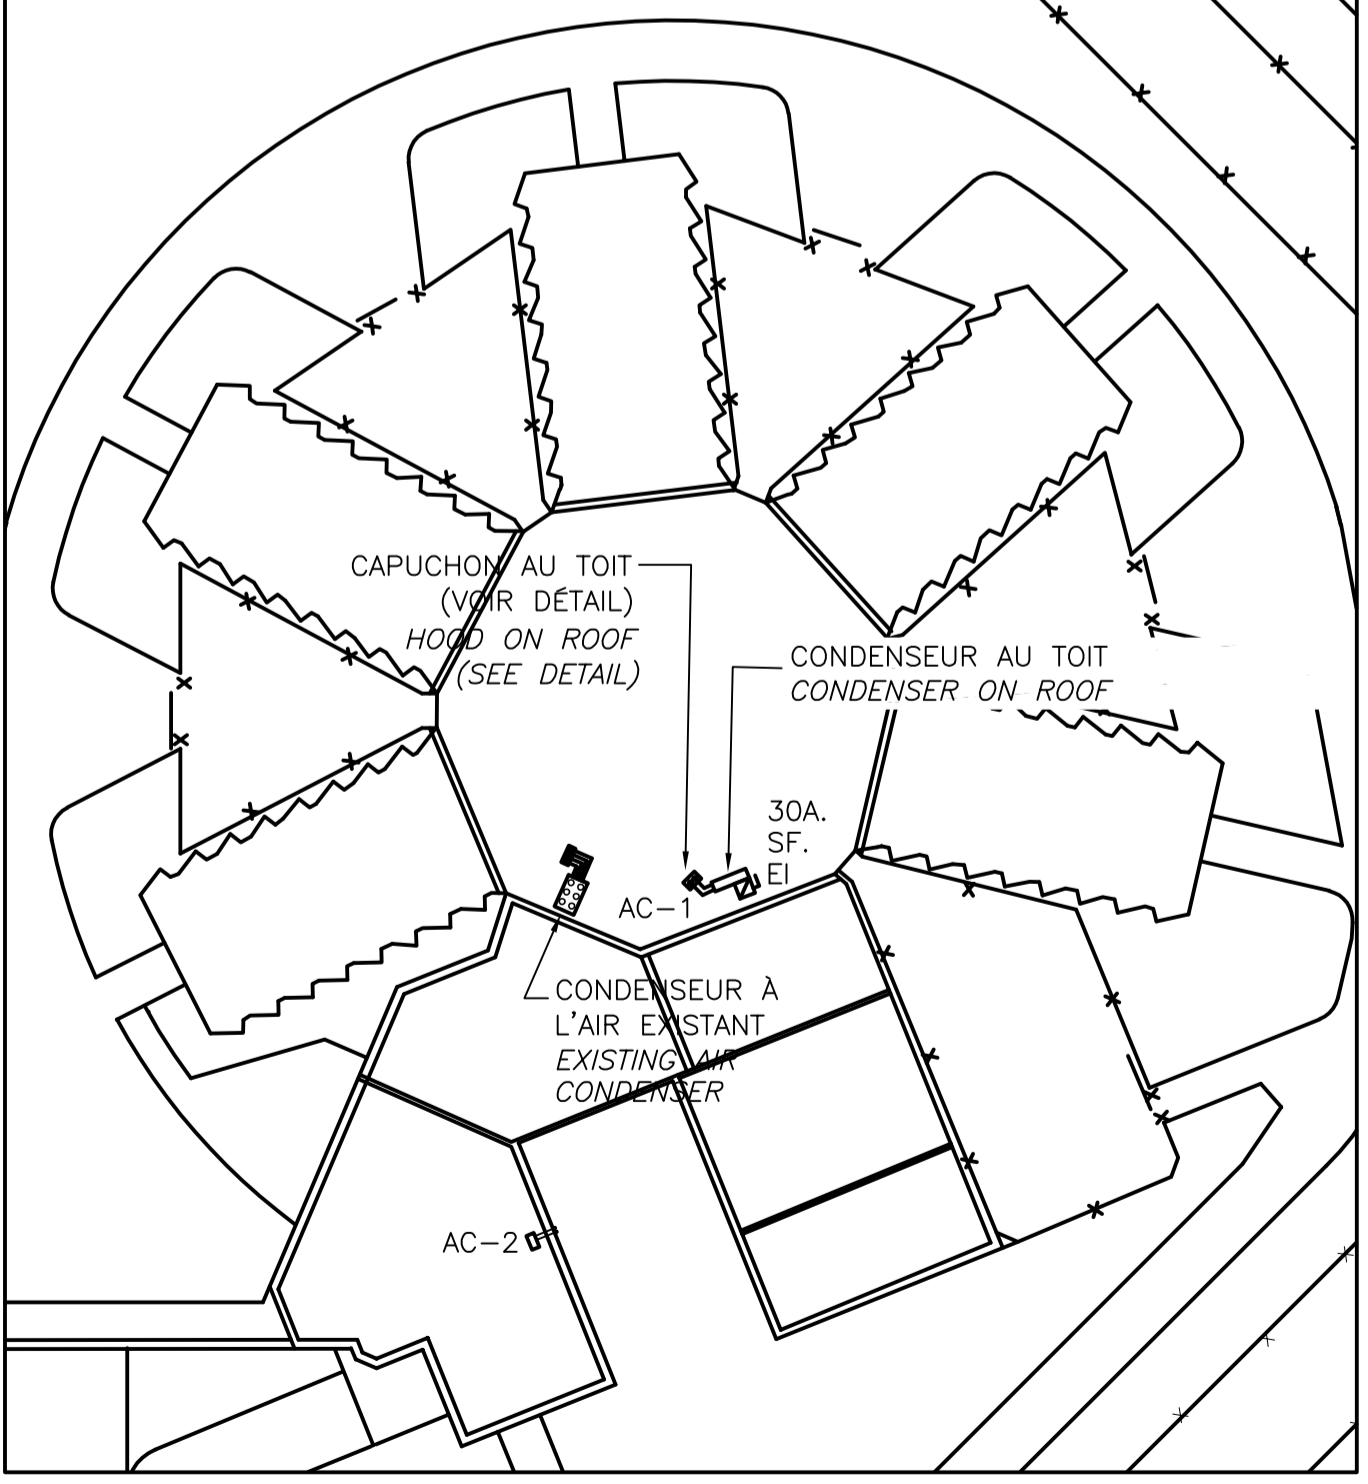 CAPUCHON AU TOIT
(VOIR DÉTAIL)
HOOD ON ROOF
(SEE DETAIL)
CONDENSEUR AU TOIT
CONDENSER ON ROOF
30A.
SF.
EI
AC-1
CONDENSEUR À
L'AIR EXISTANT
EXISTING AIR
CONDENSER
AC-2